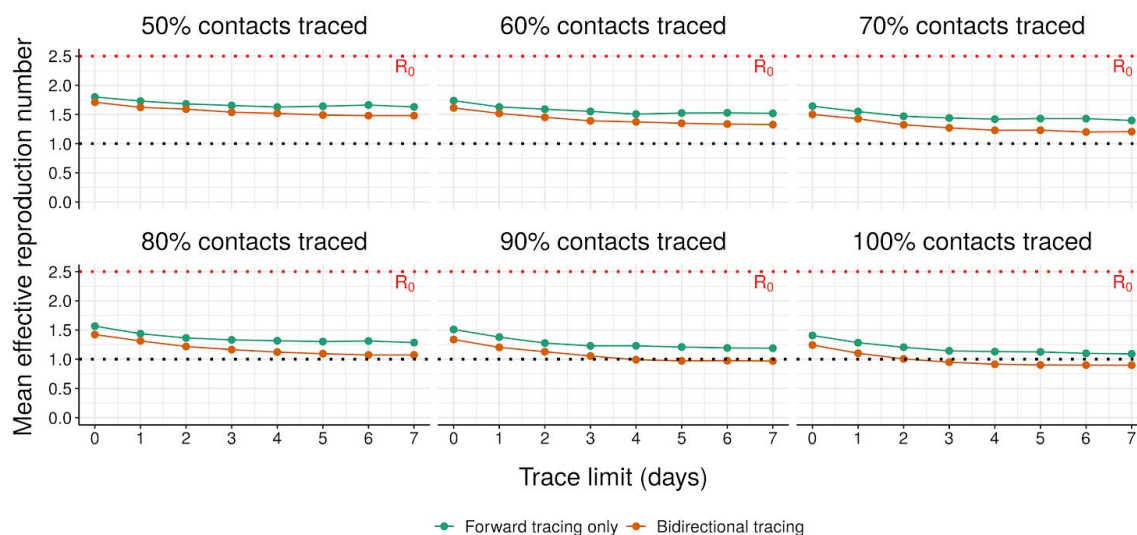 50% contacts traced
60% contacts traced
70% contacts traced
Mean effective reproduction number
2.5
2.0
1.5
1.0
0.5
0.0
R0
R0
R0
80% contacts traced
90% contacts traced
100% contacts traced
2.5
2.0
1.5
1.0
0.5
0.0
R0
R0
R0
0 1 2 3 4 5 6 7
0 1 2 3 4 5 6 7
0 1 2 3 4 5 6 7
Trace limit (days)
Forward tracing only
Bidirectional tracing